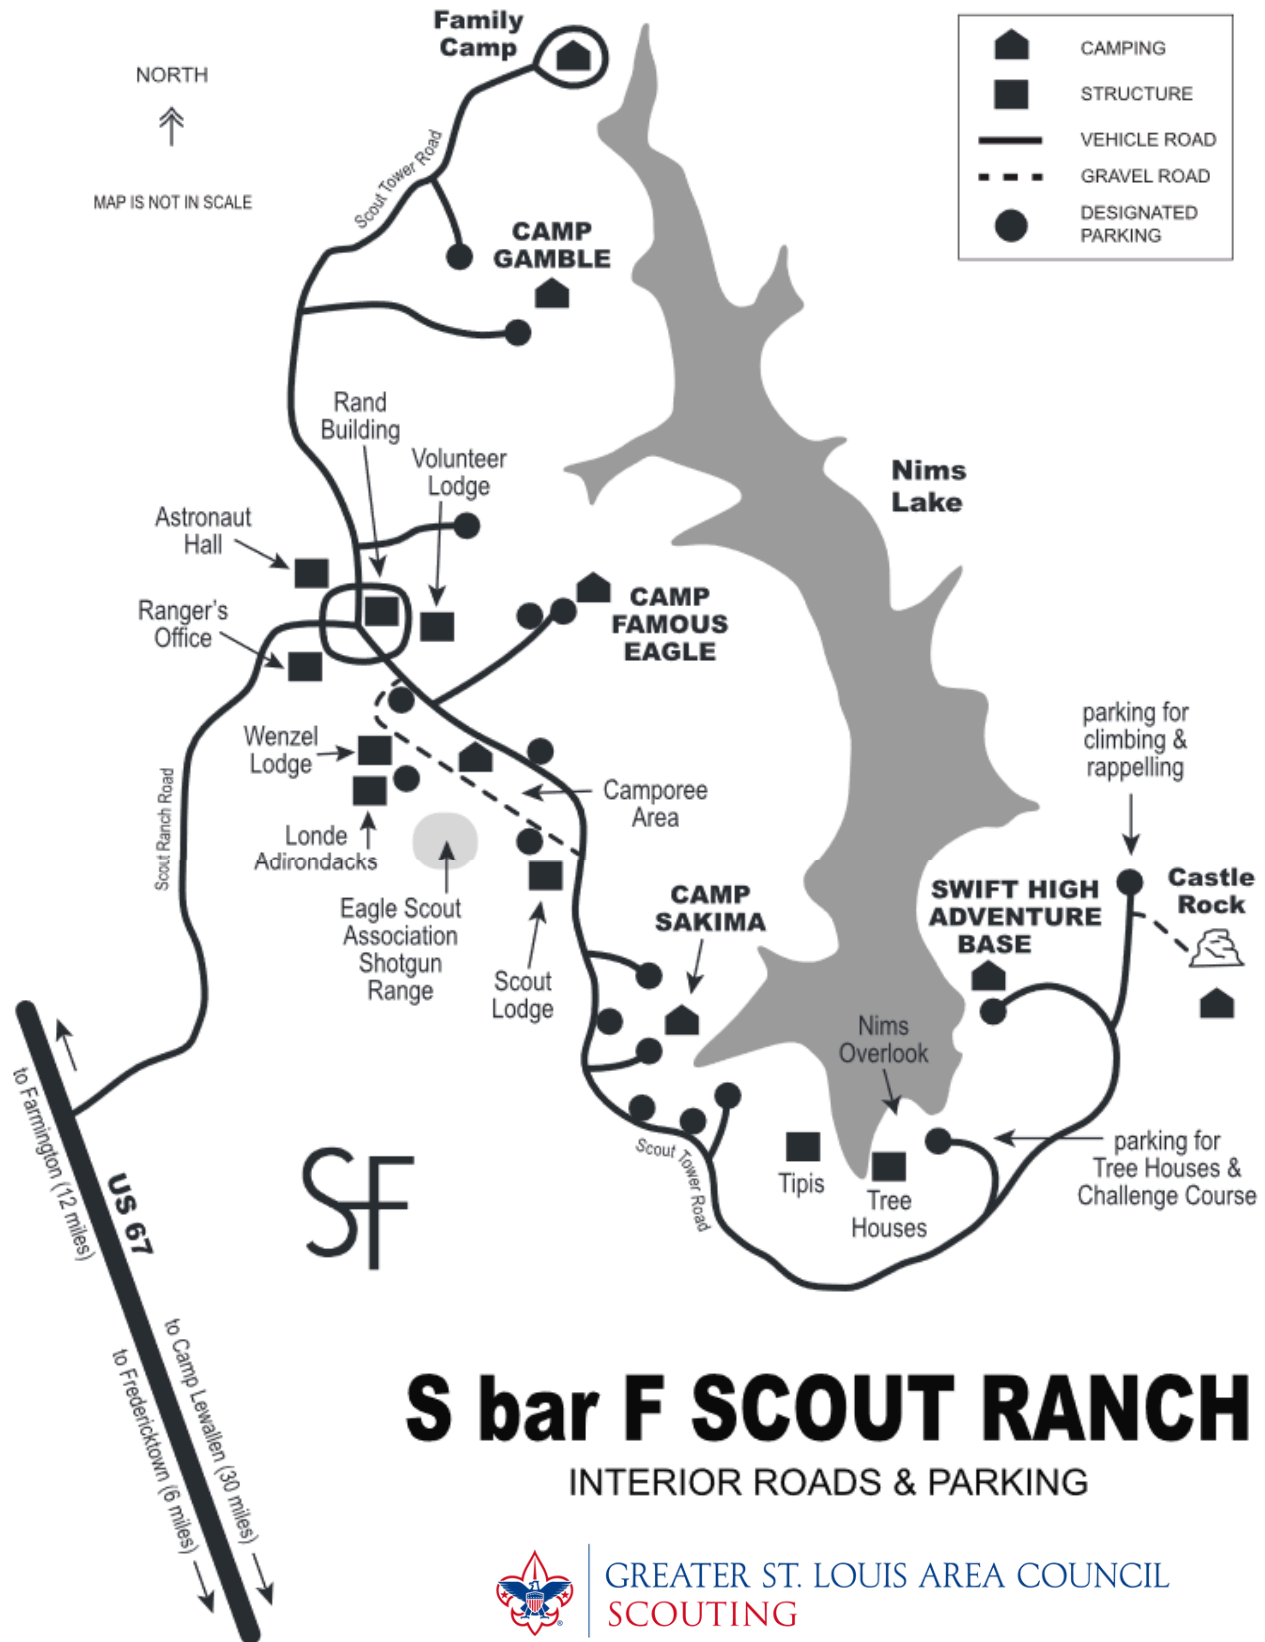 Family
Camp
NORTH
MAP IS NOT IN SCALE
CAMPING
STRUCTURE
VEHICLE ROAD
GRAVEL ROAD
DESIGNATED
PARKING
Scout Tower Road
CAMP
GAMBLE
Rand
Building
Volunteer
Lodge
Nims
Lake
Astronaut
Hall
Ranger's
Office
CAMP
FAMOUS
EAGLE
Wenzel
Lodge
Scout Ranch Road
Londe
Adirondacks
Camporee
Area
parking for
climbing &
rappelling
Eagle Scout
Association
Shotgun
Range
Scout
Lodge
CAMP
SAKIMA
SWIFT HIGH
ADVENTURE
BASE
Castle
Rock
Nims
Overlook
Scout Tower Road
Tipis
Tree
Houses
parking for
Tree Houses &
Challenge Course
to Farmington (12 miles)
US 67
SF
to Camp Lewallen (30 miles)
to Fredericktown (6 miles)
S bar F SCOUT RANCH
INTERIOR ROADS & PARKING
GREATER ST. LOUIS AREA COUNCIL
SCOUTING
®